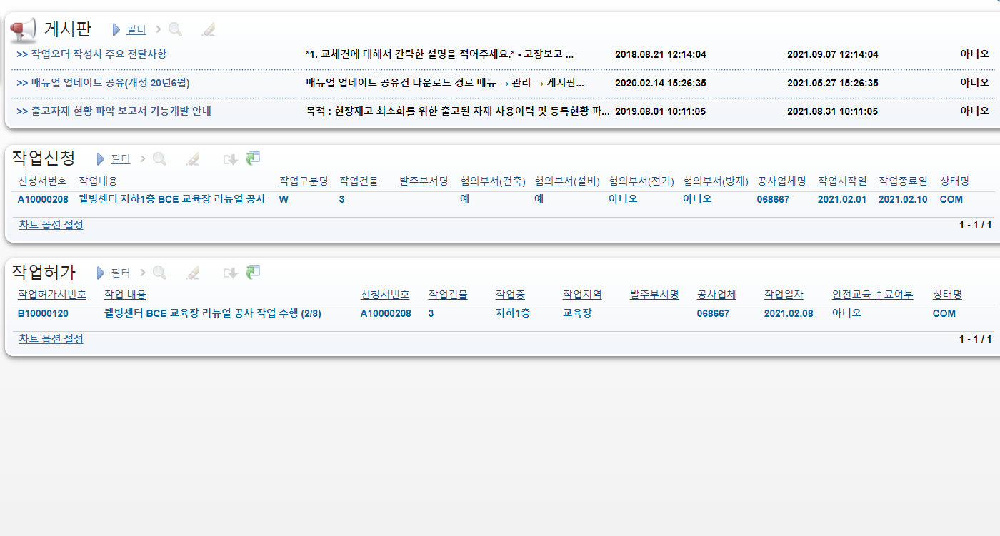 게시판 필터
>> 작업오더 작성시 주요 전달사항 *1. 교체건에 대해서 간략한 설명을 적어주세요.* - 고장보고 ... 2018.08.21 12:14:04 2021.09.07 12:14:04 아니오
>> 매뉴얼 업데이트 공유(개정 20년6월) 매뉴얼 업데이트 공유건 다운로드 경로 메뉴 → 관리 → 게시판... 2020.02.14 15:26:35 2021.05.27 15:26:35 아니오
>> 출고자재 현황 파악 보고서 기능개발 안내 목적 : 현장재고 최소화를 위한 출고된 자재 사용이력 및 등록현황 파... 2019.08.01 10:11:05 2021.08.31 10:11:05 아니오
작업신청 필터
신청서번호 작업내용 작업구분명 작업건물 발주부서명 협의부서(건축) 협의부서(설비) 협의부서(전기) 협의부서(방재) 공사업체명 작업시작일 작업종료일 상태명
A10000208 웰빙센터 지하1층 BCE 교육장 리뉴얼 공사 W 3 예 예 아니오 아니오 068667 2021.02.01 2021.02.10 COM
차트 옵션 설정 1 - 1 / 1
작업허가 필터
작업허가서번호 작업 내용 신청서번호 작업건물 작업층 작업지역 발주부서명 공사업체 작업일자 안전교육 수료여부 상태명
B10000120 웰빙센터 BCE 교육장 리뉴얼 공사 작업 수행 (2/8) A10000208 3 지하1층 교육장 068667 2021.02.08 아니오 COM
차트 옵션 설정 1 - 1 / 1